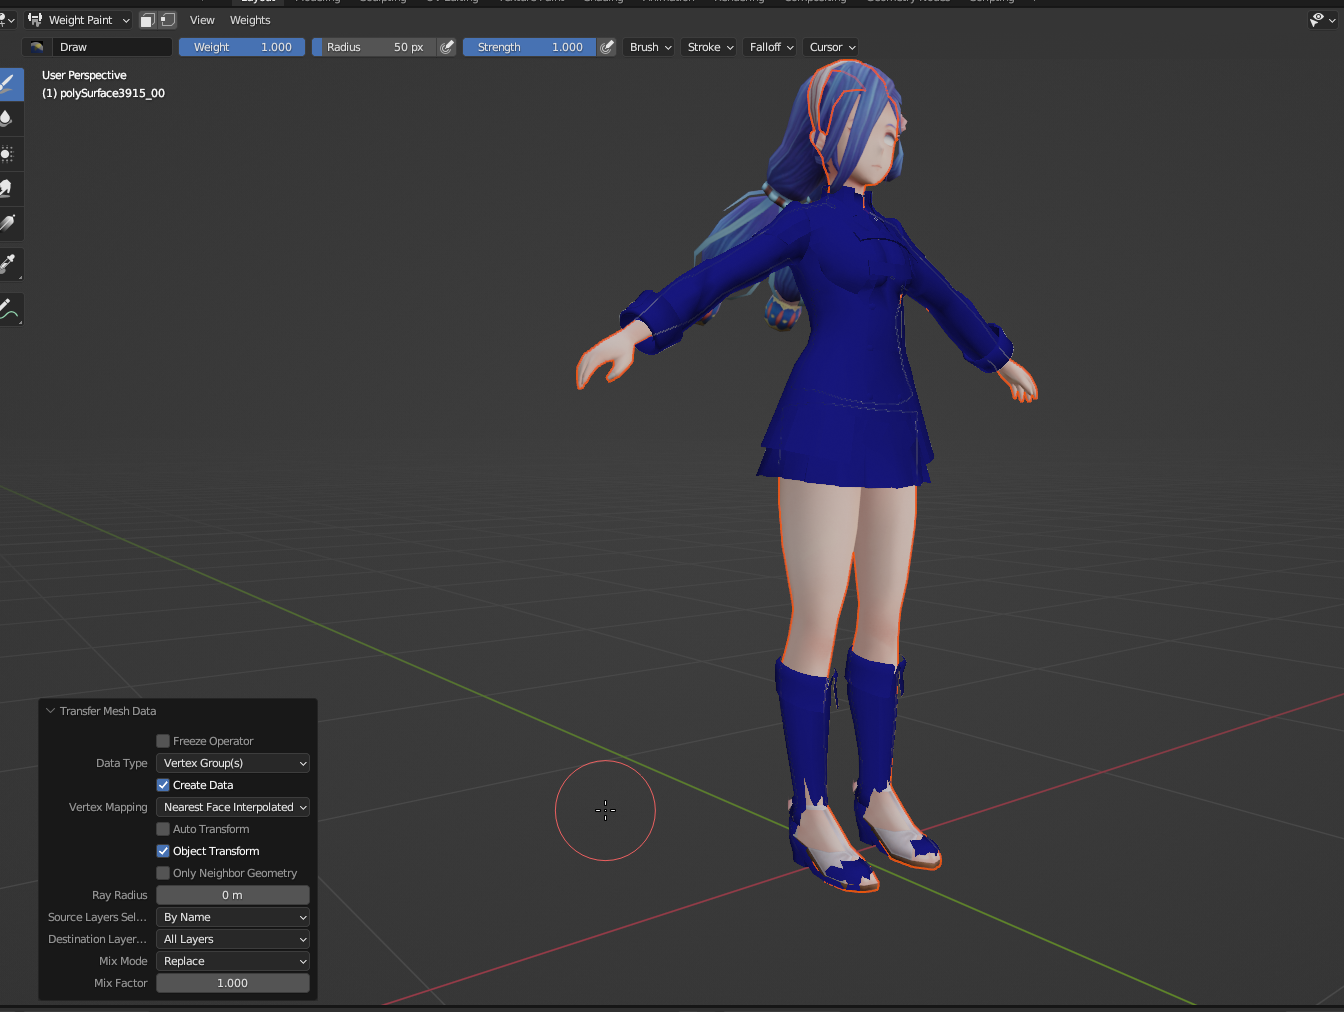 Layout
Weight Paint View Weights
Draw Weight 1.000 Radius 50 px Strength 1.000 Brush Stroke Falloff Cursor
User Perspective
(1) polySurface3915_00
Transfer Mesh Data
Freeze Operator
Data Type Vertex Group(s)
Create Data
Vertex Mapping Nearest Face Interpolated
Auto Transform
Object Transform
Only Neighbor Geometry
Ray Radius 0 m
Source Layers Sel... By Name
Destination Layer... All Layers
Mix Mode Replace
Mix Factor 1.000